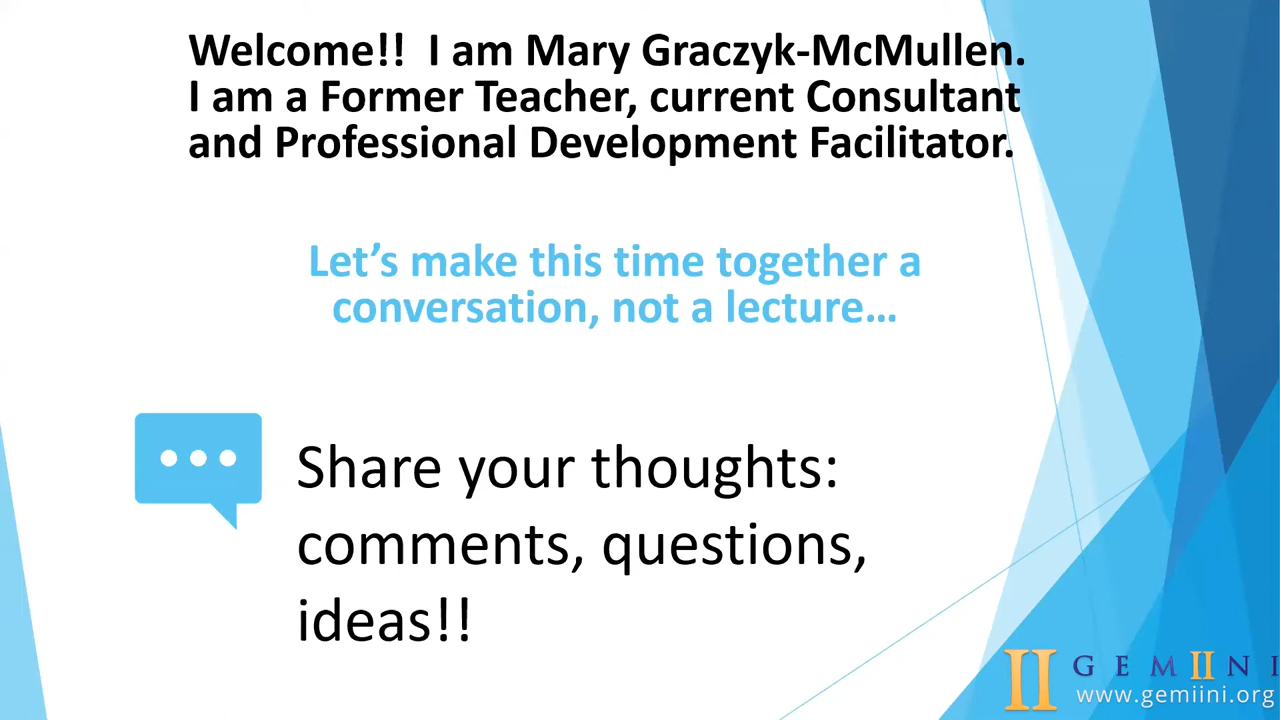 Welcome!! I am Mary Graczyk-McMullen.
I am a Former Teacher, current Consultant
and Professional Development Facilitator.
Let’s make this time together a
conversation, not a lecture…
Share your thoughts:
comments, questions,
ideas!!
II GEMIINI
www.gemiini.org